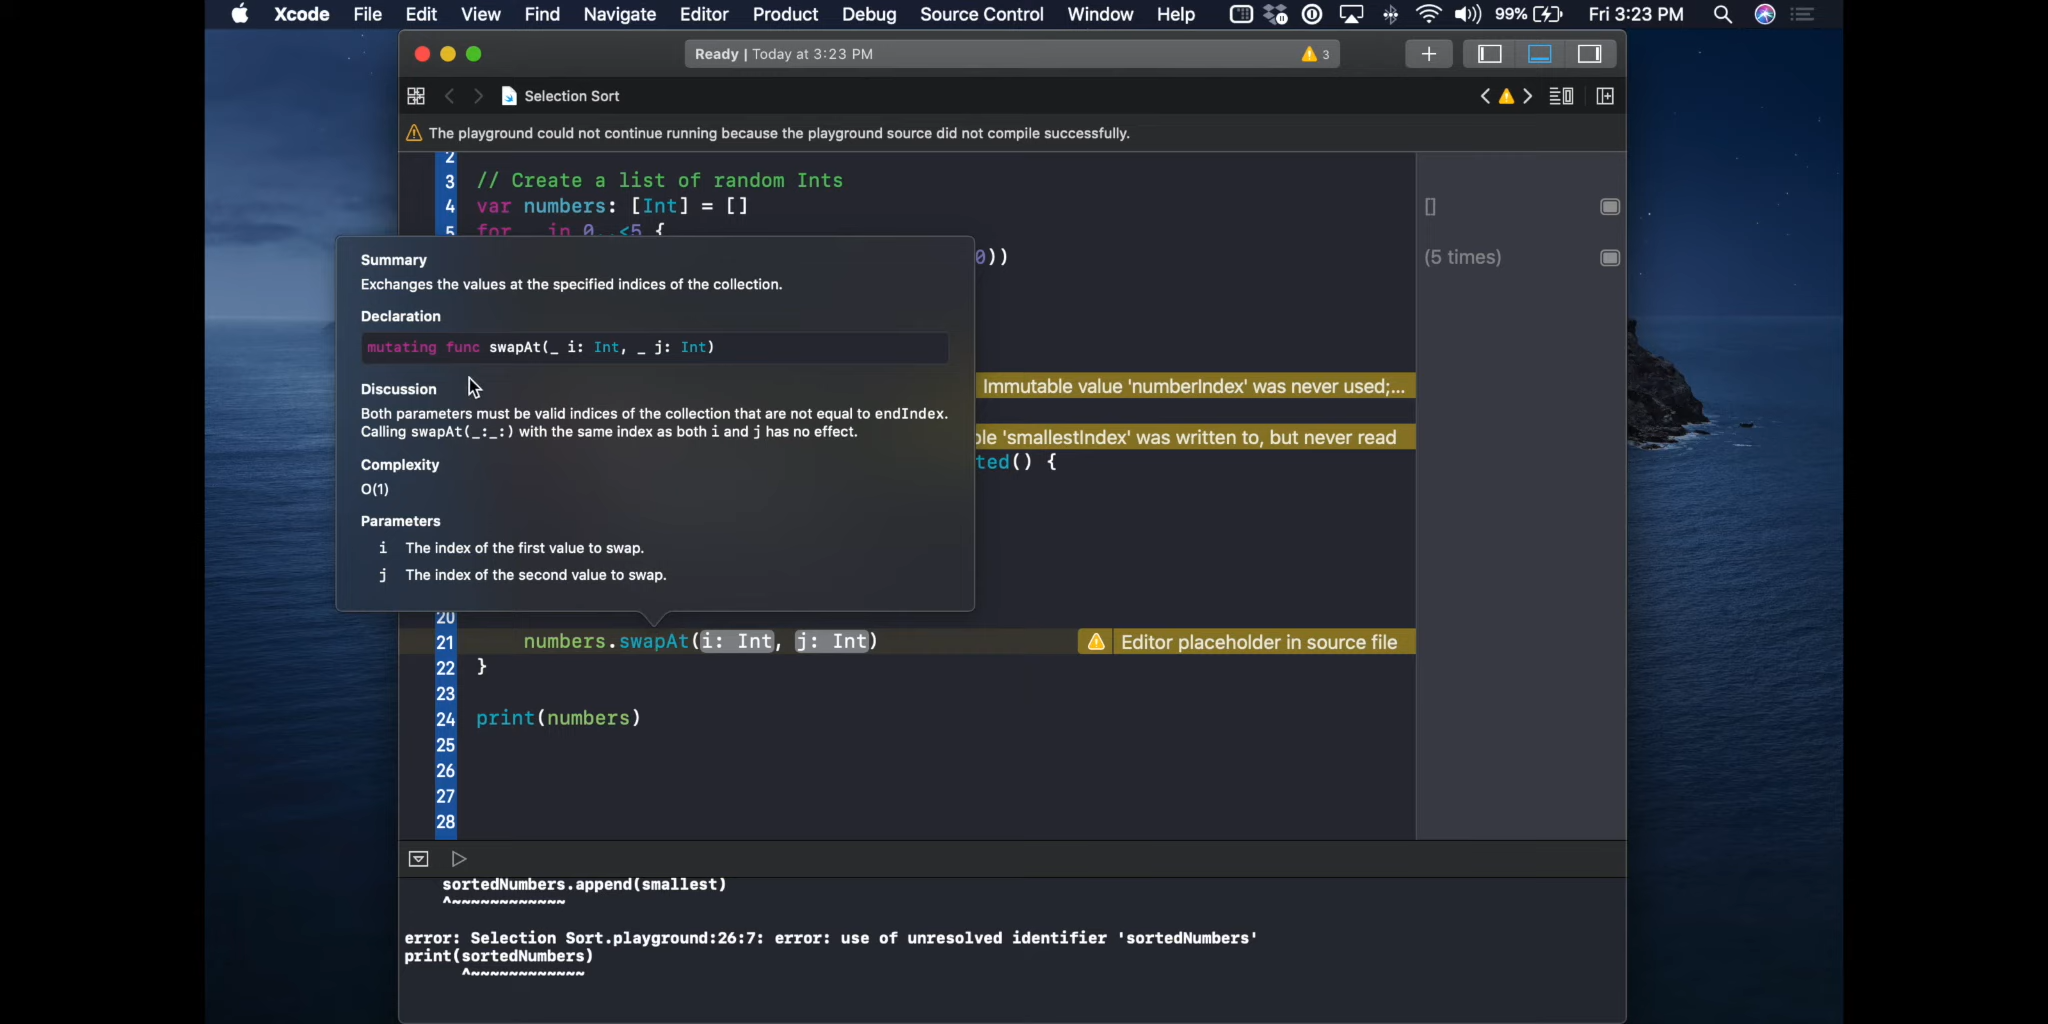 Xcode File Edit View Find Navigate Editor Product Debug Source Control Window Help 99% Fri 3:23 PM
Ready | Today at 3:23 PM 3
Selection Sort
The playground could not continue running because the playground source did not compile successfully.
2
3 // Create a list of random Ints
4 var numbers: [Int] = [] []
5 for _ in 0..<5 {
0)) (5 times)
Summary
Exchanges the values at the specified indices of the collection.
Declaration
mutating func swapAt(_ i: Int, _ j: Int)
Immutable value 'numberIndex' was never used;...
Discussion
Both parameters must be valid indices of the collection that are not equal to endIndex.
Calling swapAt(_:_:) with the same index as both i and j has no effect.
'smallestIndex' was written to, but never read
() {
Complexity
O(1)
Parameters
i The index of the first value to swap.
j The index of the second value to swap.
20
21 numbers.swapAt(i: Int, j: Int) Editor placeholder in source file
22 }
23
24 print(numbers)
25
26
27
28
sortedNumbers.append(smallest)
^~~~~~~~~~~~~
error: Selection Sort.playground:26:7: error: use of unresolved identifier 'sortedNumbers'
print(sortedNumbers)
^~~~~~~~~~~~~